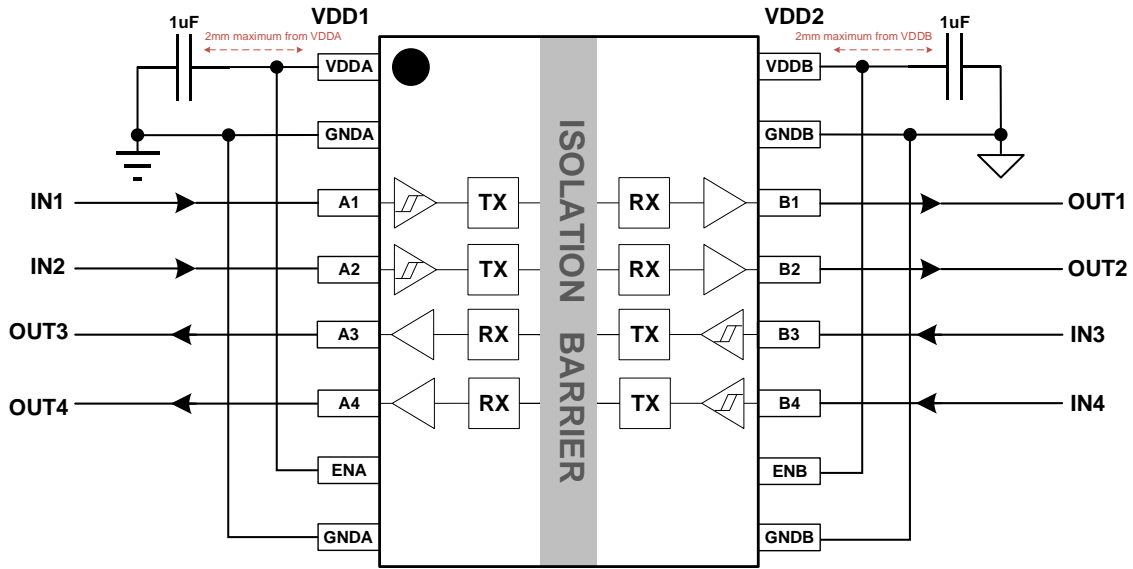 1uF
VDD1
VDD2
1uF
2mm maximum from VDDA
2mm maximum from VDDB
VDDA
VDDB
GNDA
GNDB
ISOLATION BARRIER
IN1
A1
TX
RX
B1
OUT1
IN2
A2
TX
RX
B2
OUT2
OUT3
A3
RX
TX
B3
IN3
OUT4
A4
RX
TX
B4
IN4
ENA
ENB
GNDA
GNDB